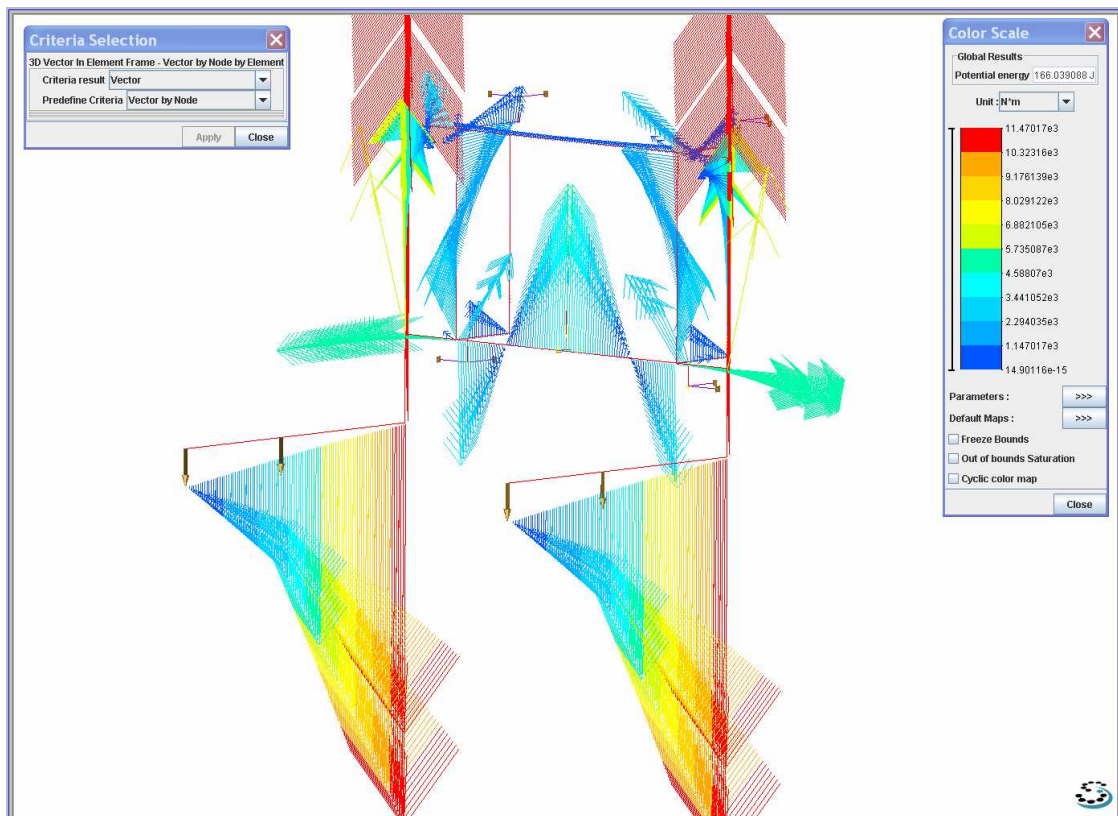 Criteria Selection
3D Vector In Element Frame - Vector by Node by Element
Criteria result Vector
Predefine Criteria Vector by Node
Apply Close
Color Scale
Global Results
Potential energy 166.039088 J
Unit : N*m
11.47017e3
10.32316e3
9.176139e3
8.029122e3
6.882105e3
5.735087e3
4.58807e3
3.441052e3
2.294035e3
1.147017e3
14.90116e-15
Parameters : >>>
Default Maps : >>>
Freeze Bounds
Out of bounds Saturation
Cyclic color map
Close